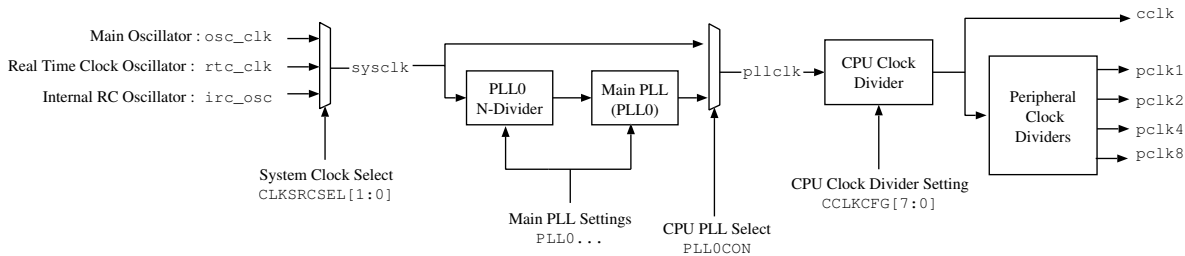 Main Oscillator : osc_clk
Real Time Clock Oscillator : rtc_clk
Internal RC Oscillator : irc_osc
sysclk
System Clock Select
CLKSRCSEL[1:0]
PLL0
N-Divider
Main PLL
(PLL0)
Main PLL Settings
PLL0...
pllclk
CPU PLL Select
PLL0CON
CPU Clock
Divider
CPU Clock Divider Setting
CCLKCFG[7:0]
cclk
Peripheral
Clock
Dividers
pclk1
pclk2
pclk4
pclk8